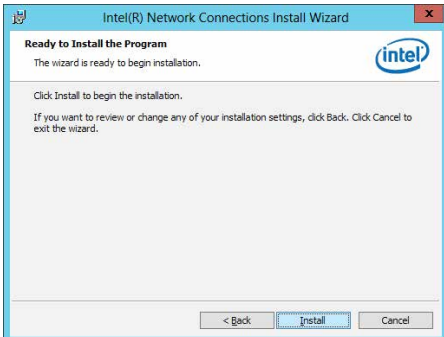 Intel(R) Network Connections Install Wizard
x
Ready to Install the Program
The wizard is ready to begin installation.
intel
Click Install to begin the installation.
If you want to review or change any of your installation settings, click Back. Click Cancel to
exit the wizard.
< Back
Install
Cancel